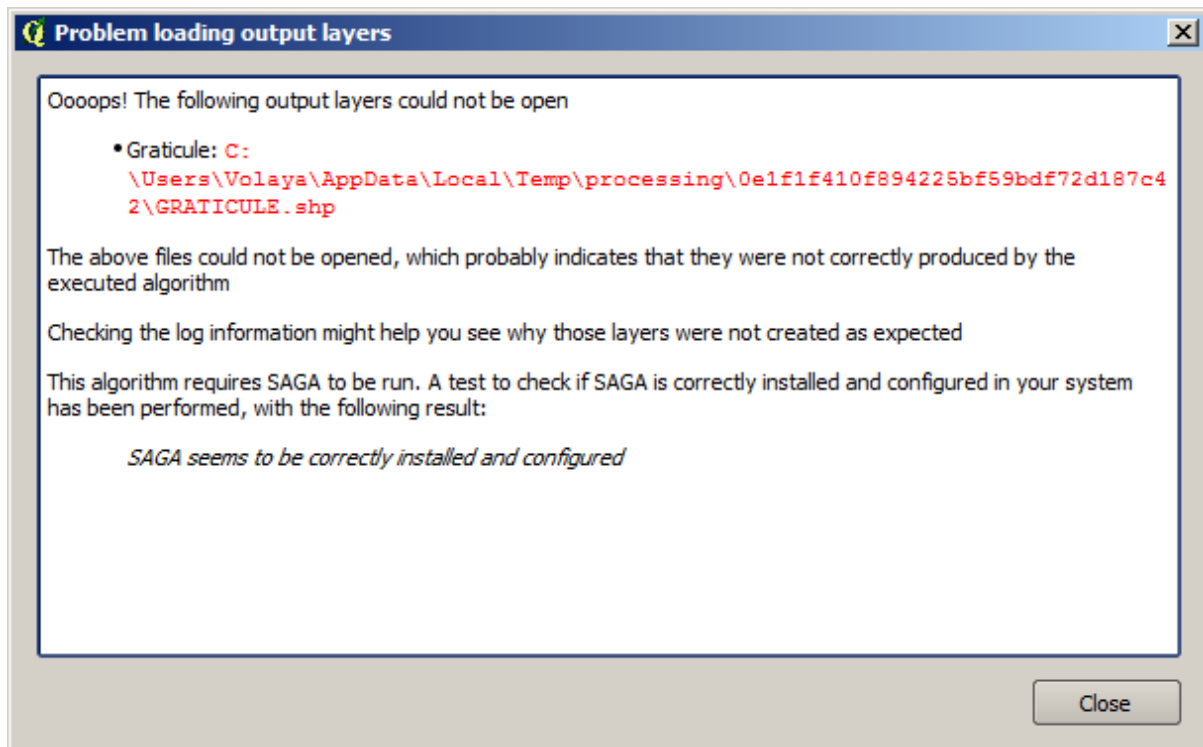 Problem loading output layers
Oooops! The following output layers could not be open
• Graticule: C:
\Users\Volaya\AppData\Local\Temp\processing\0e1f1f410f894225bf59bdf72d187c4
2\GRATICULE.shp
The above files could not be opened, which probably indicates that they were not correctly produced by the
executed algorithm
Checking the log information might help you see why those layers were not created as expected
This algorithm requires SAGA to be run. A test to check if SAGA is correctly installed and configured in your system
has been performed, with the following result:
SAGA seems to be correctly installed and configured
Close